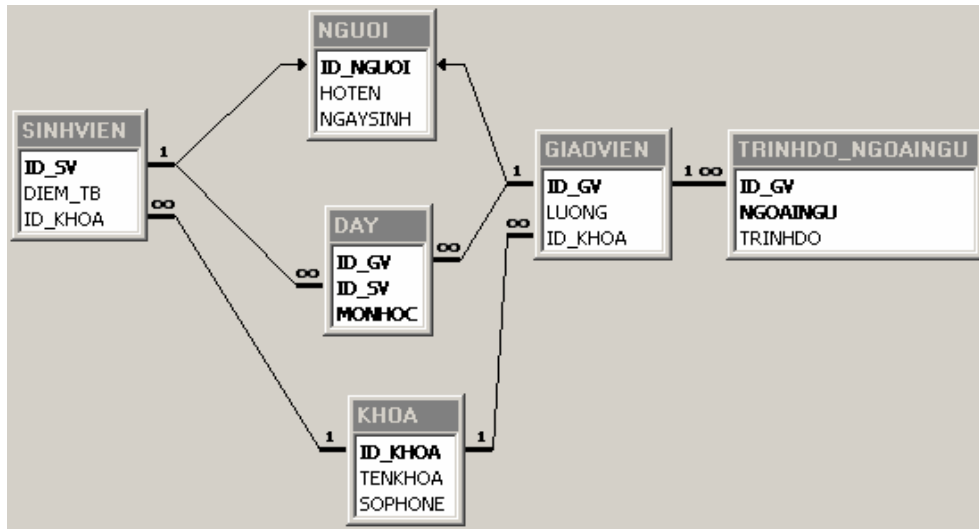 NGUOI
ID_NGUOI
HOTEN
NGAYSINH
SINHVIEN
ID_SV
DIEM_TB
ID_KHOA
1
∞
GIAOVIEN
ID_GV
LUONG
ID_KHOA
1
∞
TRINHDO_NGOAINGU
ID_GV
NGOAINGU
TRINHDO
1 ∞
DAY
ID_GV
ID_SV
MONHOC
∞
∞
KHOA
ID_KHOA
TENKHOA
SOPHONE
1
1